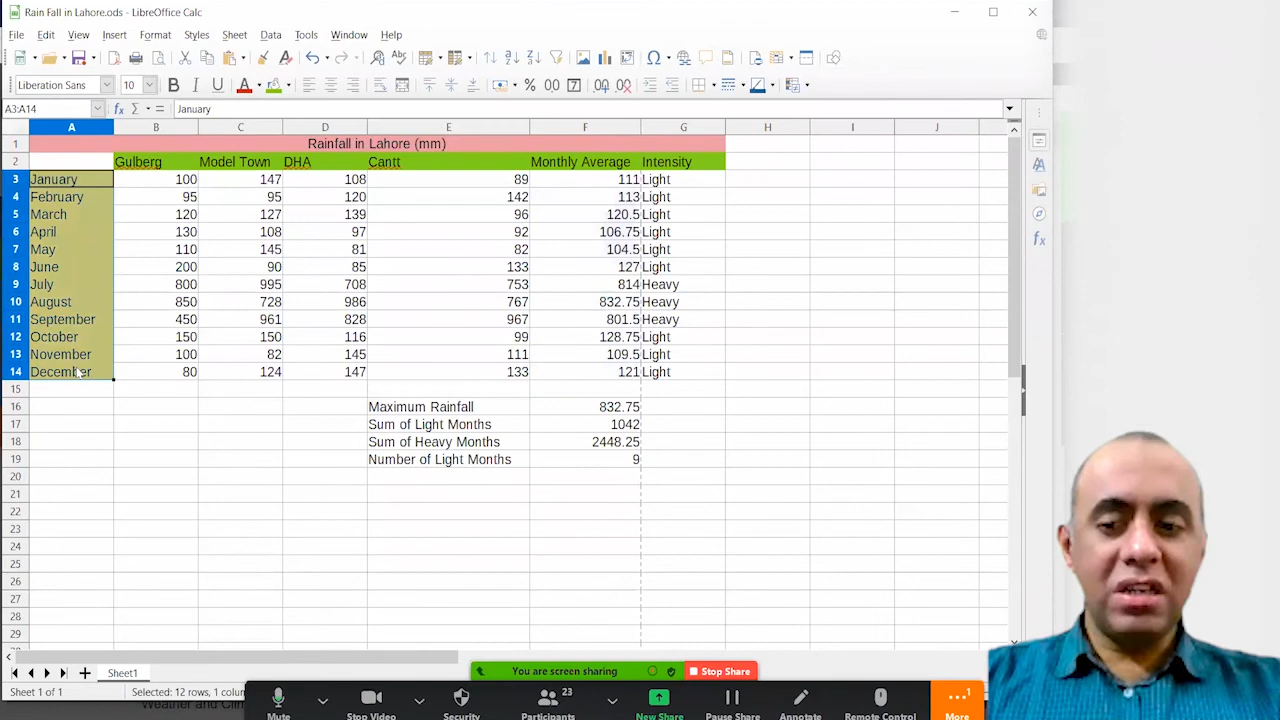 Rain Fall in Lahore.ods - LibreOffice Calc
File Edit View Insert Format Styles Sheet Data Tools Window Help
Liberation Sans 10
A3:A14 January
A B C D E F G H I J
1 Rainfall in Lahore (mm)
2 Gulberg Model Town DHA Cantt Monthly Average Intensity
3 January 100 147 108 89 111 Light
4 February 95 95 120 142 113 Light
5 March 120 127 139 96 120.5 Light
6 April 130 108 97 92 106.75 Light
7 May 110 145 81 82 104.5 Light
8 June 200 90 85 133 127 Light
9 July 800 995 708 753 814 Heavy
10 August 850 728 986 767 832.75 Heavy
11 September 450 961 828 967 801.5 Heavy
12 October 150 150 116 99 128.75 Light
13 November 100 82 145 111 109.5 Light
14 December 80 124 147 133 121 Light
15
16 Maximum Rainfall 832.75
17 Sum of Light Months 1042
18 Sum of Heavy Months 2448.25
19 Number of Light Months 9
20
21
22
23
24
25
26
27
28
29
Sheet1
You are screen sharing Stop Share
Sheet 1 of 1 Selected: 12 rows, 1 colum
Weather and Clim
23
1
Mute Stop Video Security Participants New Share Pause Share Annotate Remote Control More